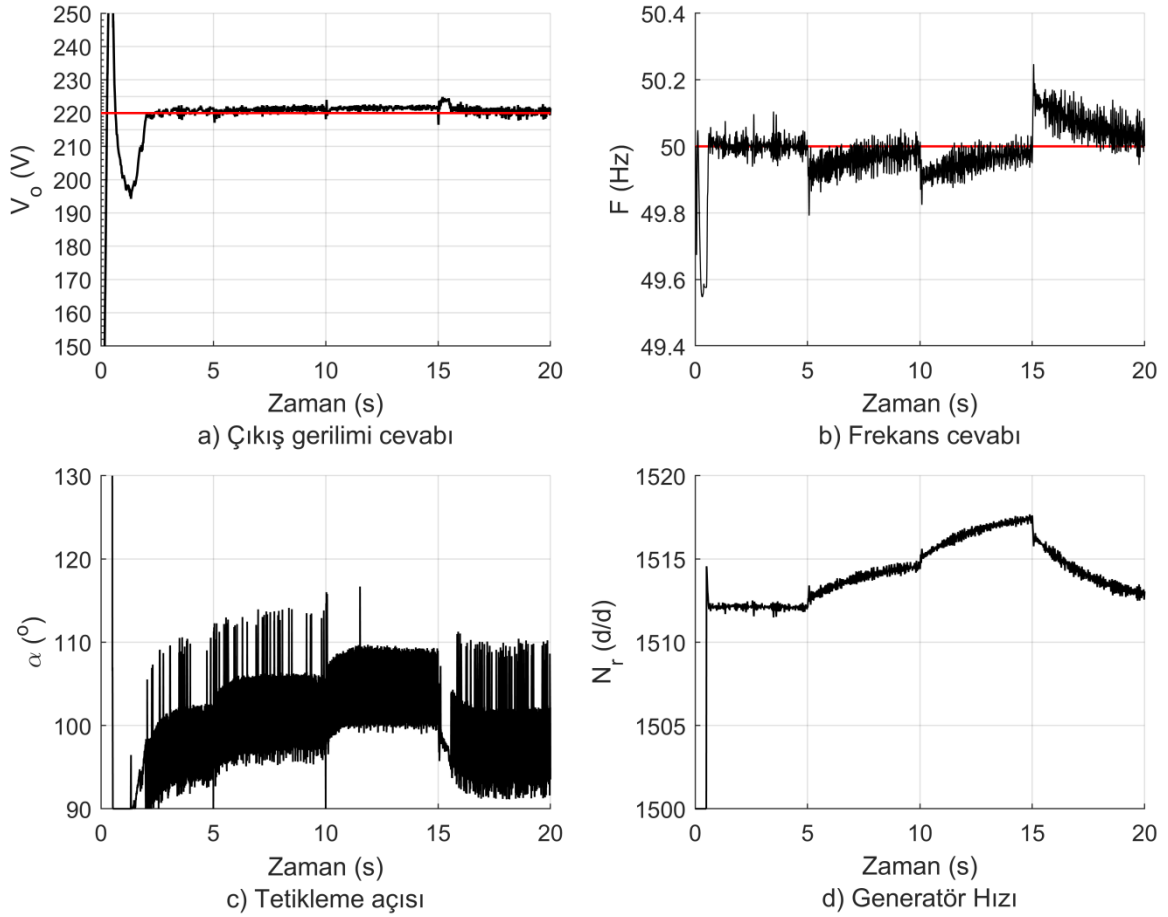 250
240
230
220
210
200
190
180
170
160
150
V_o (V)
0 5 10 15 20
Zaman (s)
a) Çıkış gerilimi cevabı
50.4
50.2
50
49.8
49.6
49.4
F (Hz)
0 5 10 15 20
Zaman (s)
b) Frekans cevabı
130
120
110
100
90
α (°)
0 5 10 15 20
Zaman (s)
c) Tetikleme açısı
1520
1515
1510
1505
1500
N_r (d/d)
0 5 10 15 20
Zaman (s)
d) Generatör Hızı